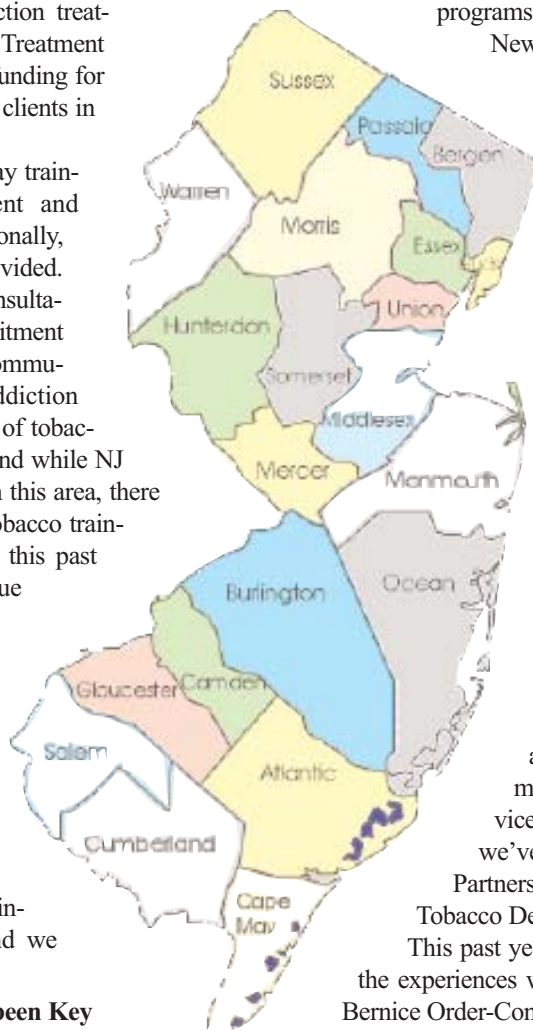 ction treat-
Treatment
funding for
clients in
ay train-
ent and
onally,
vided.
nsulta-
itment
ommu-
ddiction
of tobac-
nd while NJ
n this area, there
obacco train-
this past
ue
in-
nd we
been Key
Sussex
Passaic
Bergen
Warren
Morris
Essex
Union
Hunterdon
Somerset
Middlesex
Mercer
Monmouth
Ocean
Burlington
Camden
Gloucester
Salem
Atlantic
Cumberland
Cape
May
programs
New
a
m
vice
we've
Partners
Tobacco De
This past ye
the experiences w
Bernice Order-Con